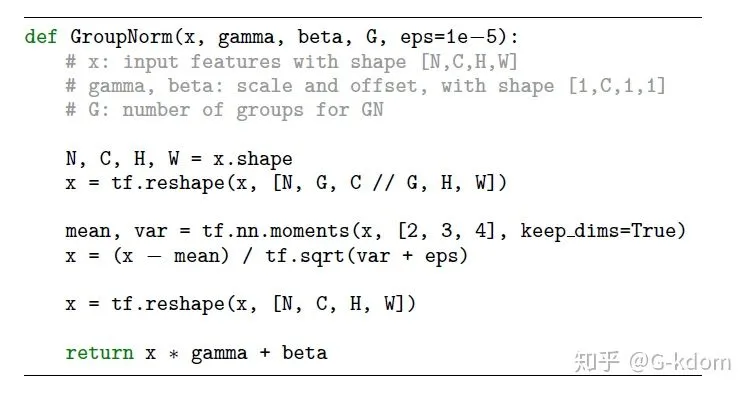 def GroupNorm(x, gamma, beta, G, eps=1e−5):
# x: input features with shape [N,C,H,W]
# gamma, beta: scale and offset, with shape [1,C,1,1]
# G: number of groups for GN
N, C, H, W = x.shape
x = tf.reshape(x, [N, G, C // G, H, W])
mean, var = tf.nn.moments(x, [2, 3, 4], keep_dims=True)
x = (x − mean) / tf.sqrt(var + eps)
x = tf.reshape(x, [N, C, H, W])
return x ∗ gamma + beta
知乎 @G-kdom